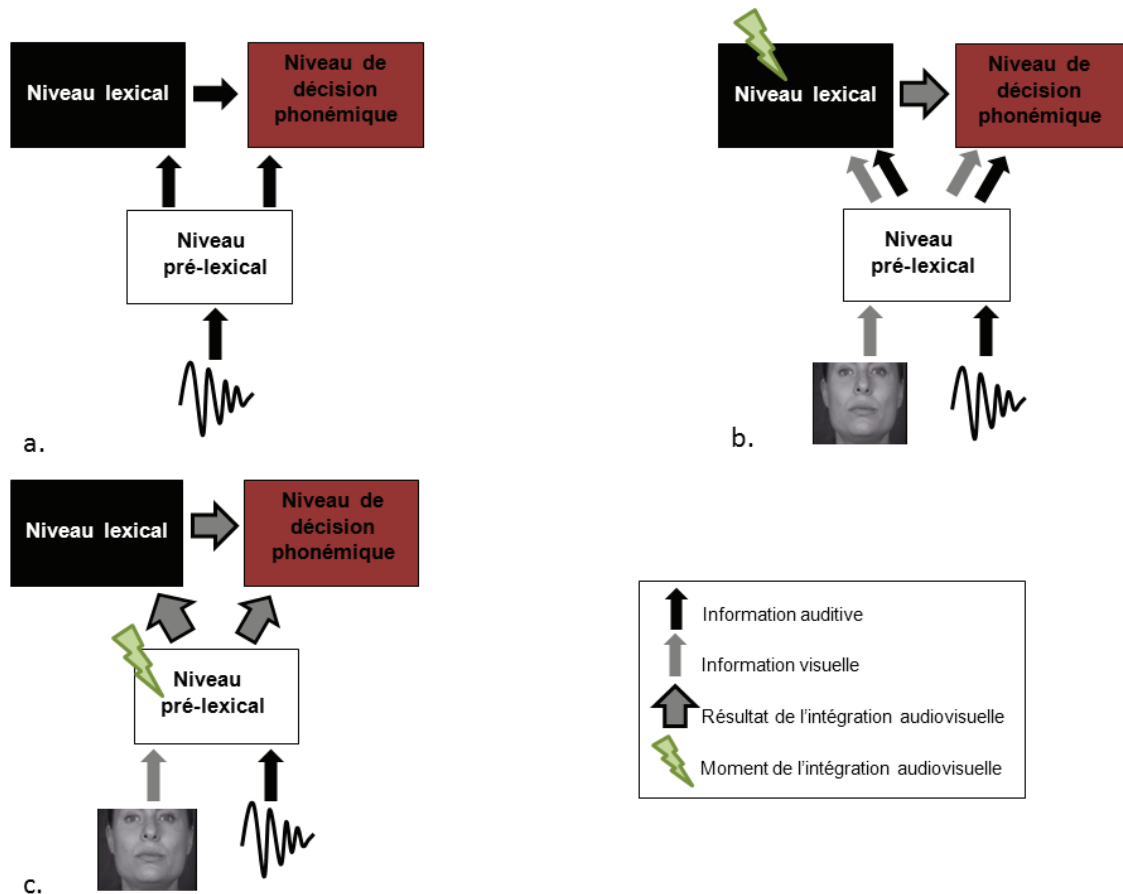 Niveau lexical
Niveau de
décision
phonémique
Niveau
pré-lexical
a.
Niveau lexical
Niveau de
décision
phonémique
Niveau
pré-lexical
b.
Niveau lexical
Niveau de
décision
phonémique
Niveau
pré-lexical
c.
Information auditive
Information visuelle
Résultat de l'intégration audiovisuelle
Moment de l'intégration audiovisuelle